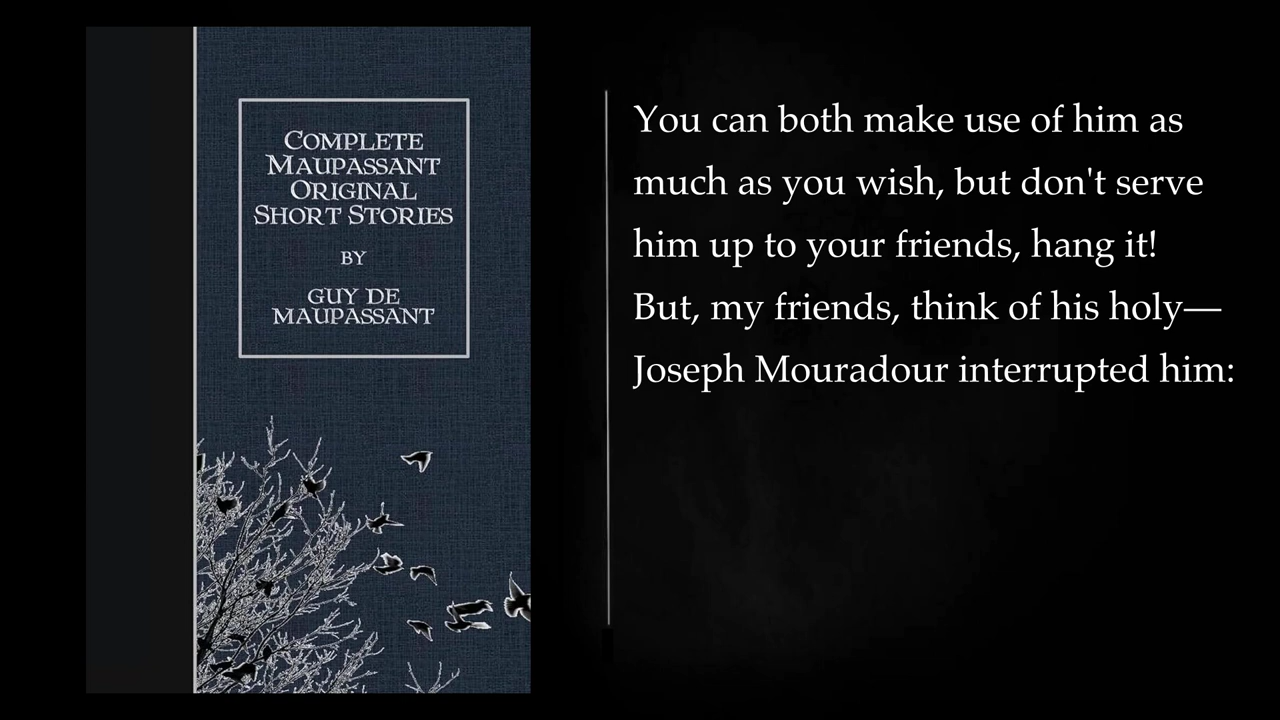 COMPLETE
MAUPASSANT
ORIGINAL
SHORT STORIES
BY
GUY DE
MAUPASSANT
You can both make use of him as
much as you wish, but don't serve
him up to your friends, hang it!
But, my friends, think of his holy—
Joseph Mouradour interrupted him: